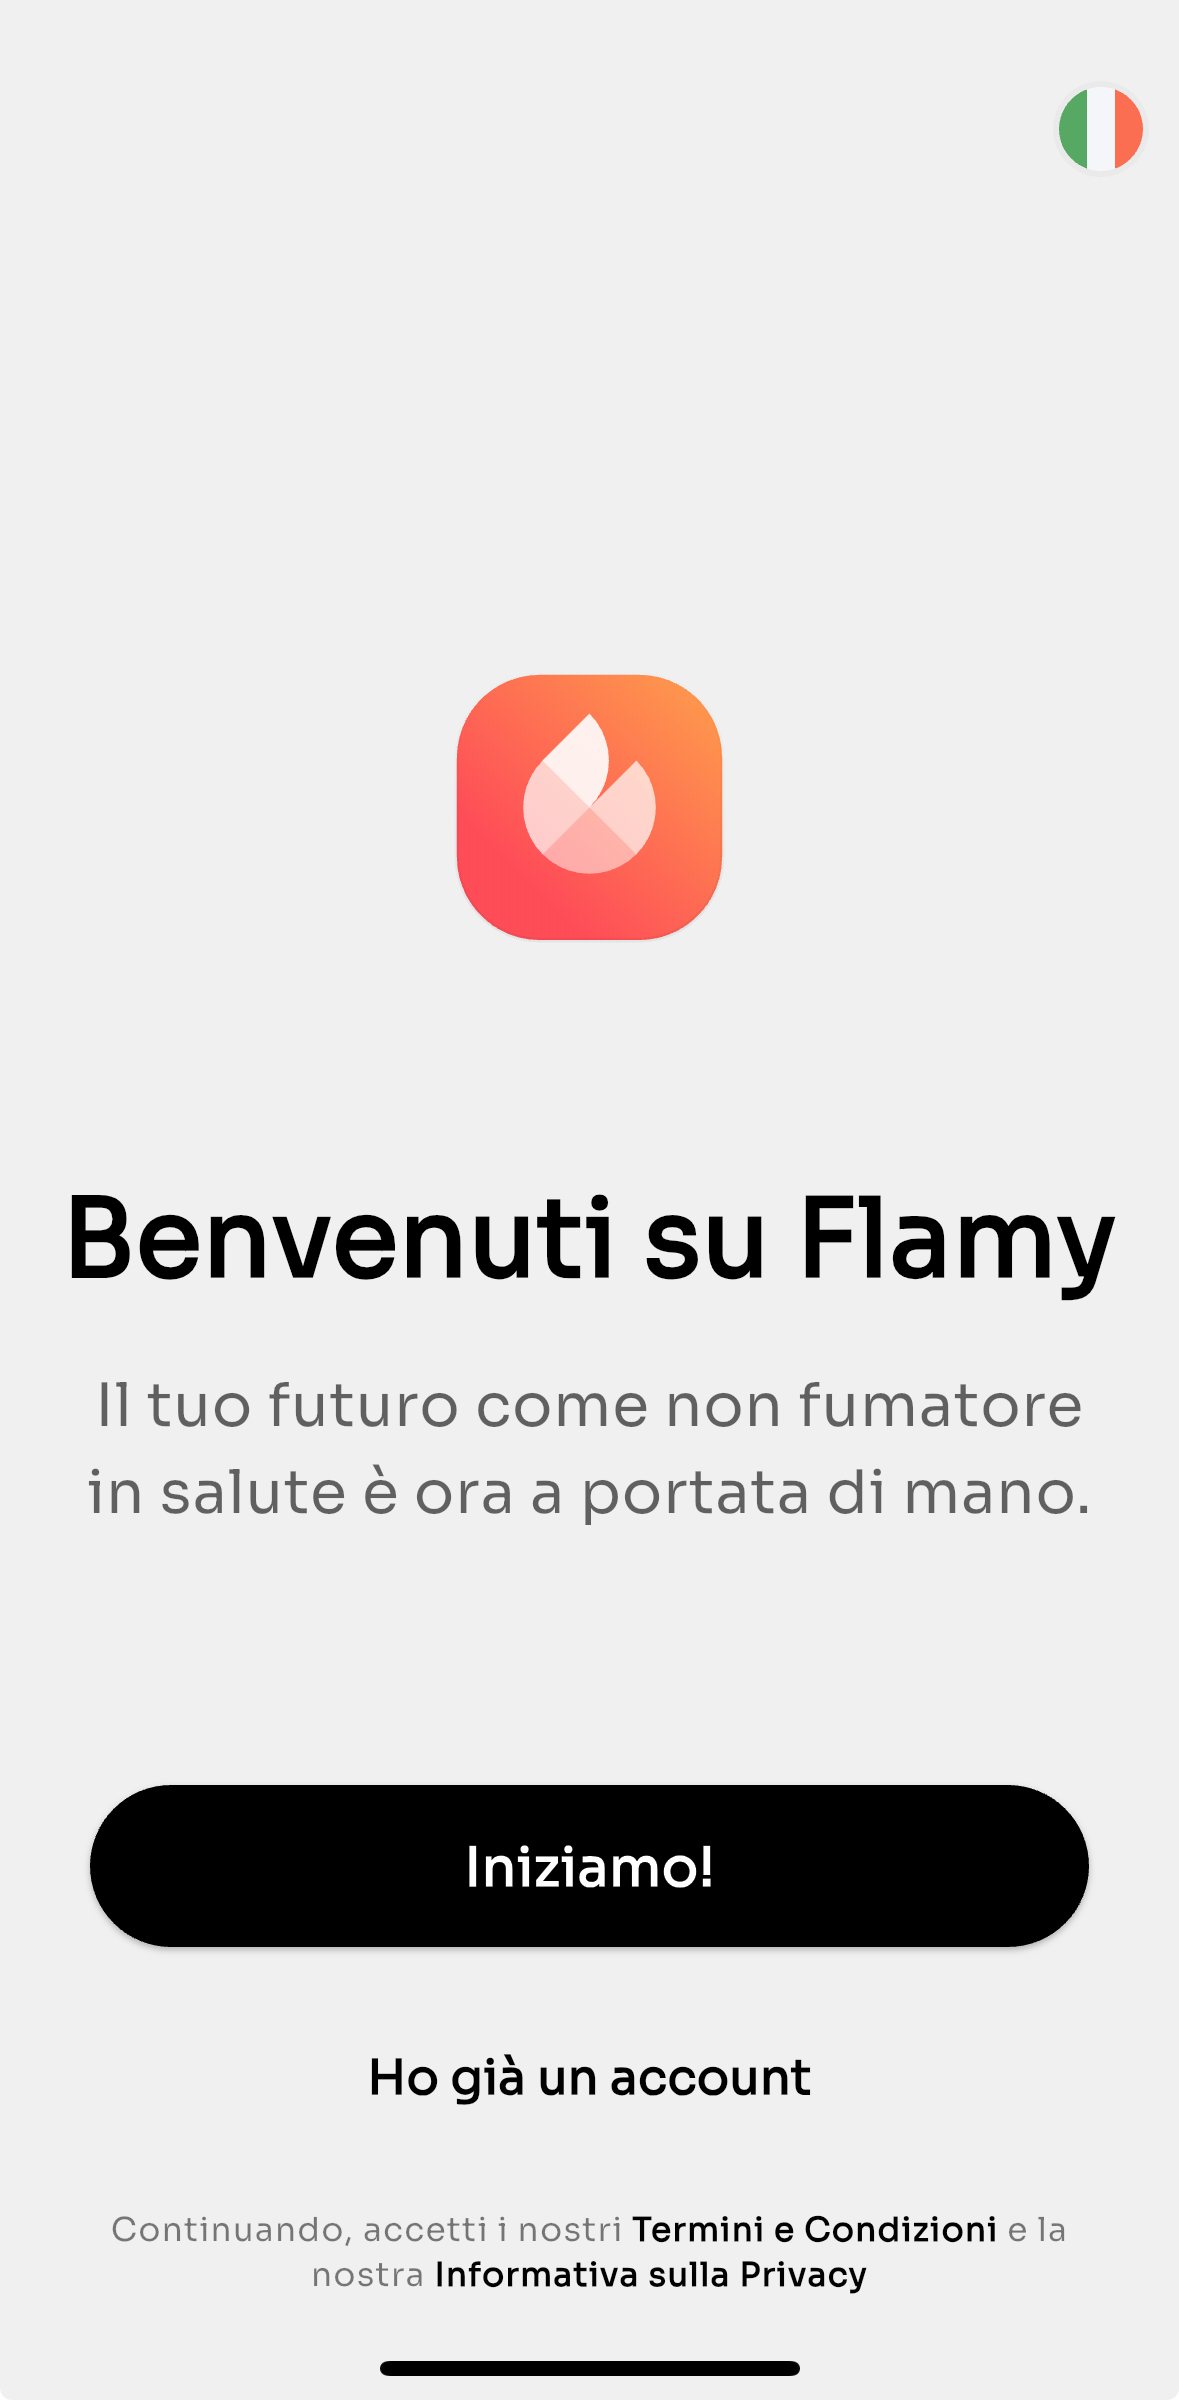 Benvenuti su Flamy
Il tuo futuro come non fumatore
in salute è ora a portata di mano.
Iniziamo!
Ho già un account
Continuando, accetti i nostri Termini e Condizioni e la
nostra Informativa sulla Privacy